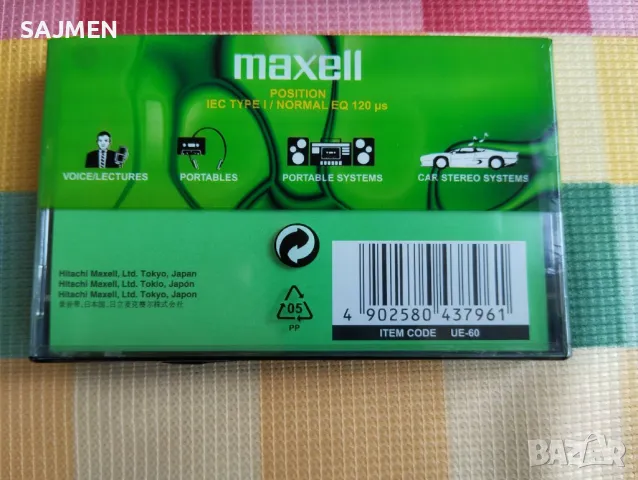 SAJMEN
maxell
POSITION
IEC TYPE I / NORMAL EQ 120 µs
VOICE/LECTURES
PORTABLES
PORTABLE SYSTEMS
CAR STEREO SYSTEMS
Hitachi Maxell, Ltd. Tokyo, Japan
Hitachi Maxell, Ltd. Tokio, Japón
Hitachi Maxell, Ltd. Tokyo, Japon
05
PP
4 902580 437961
ITEM CODE UE-60
BAZAR